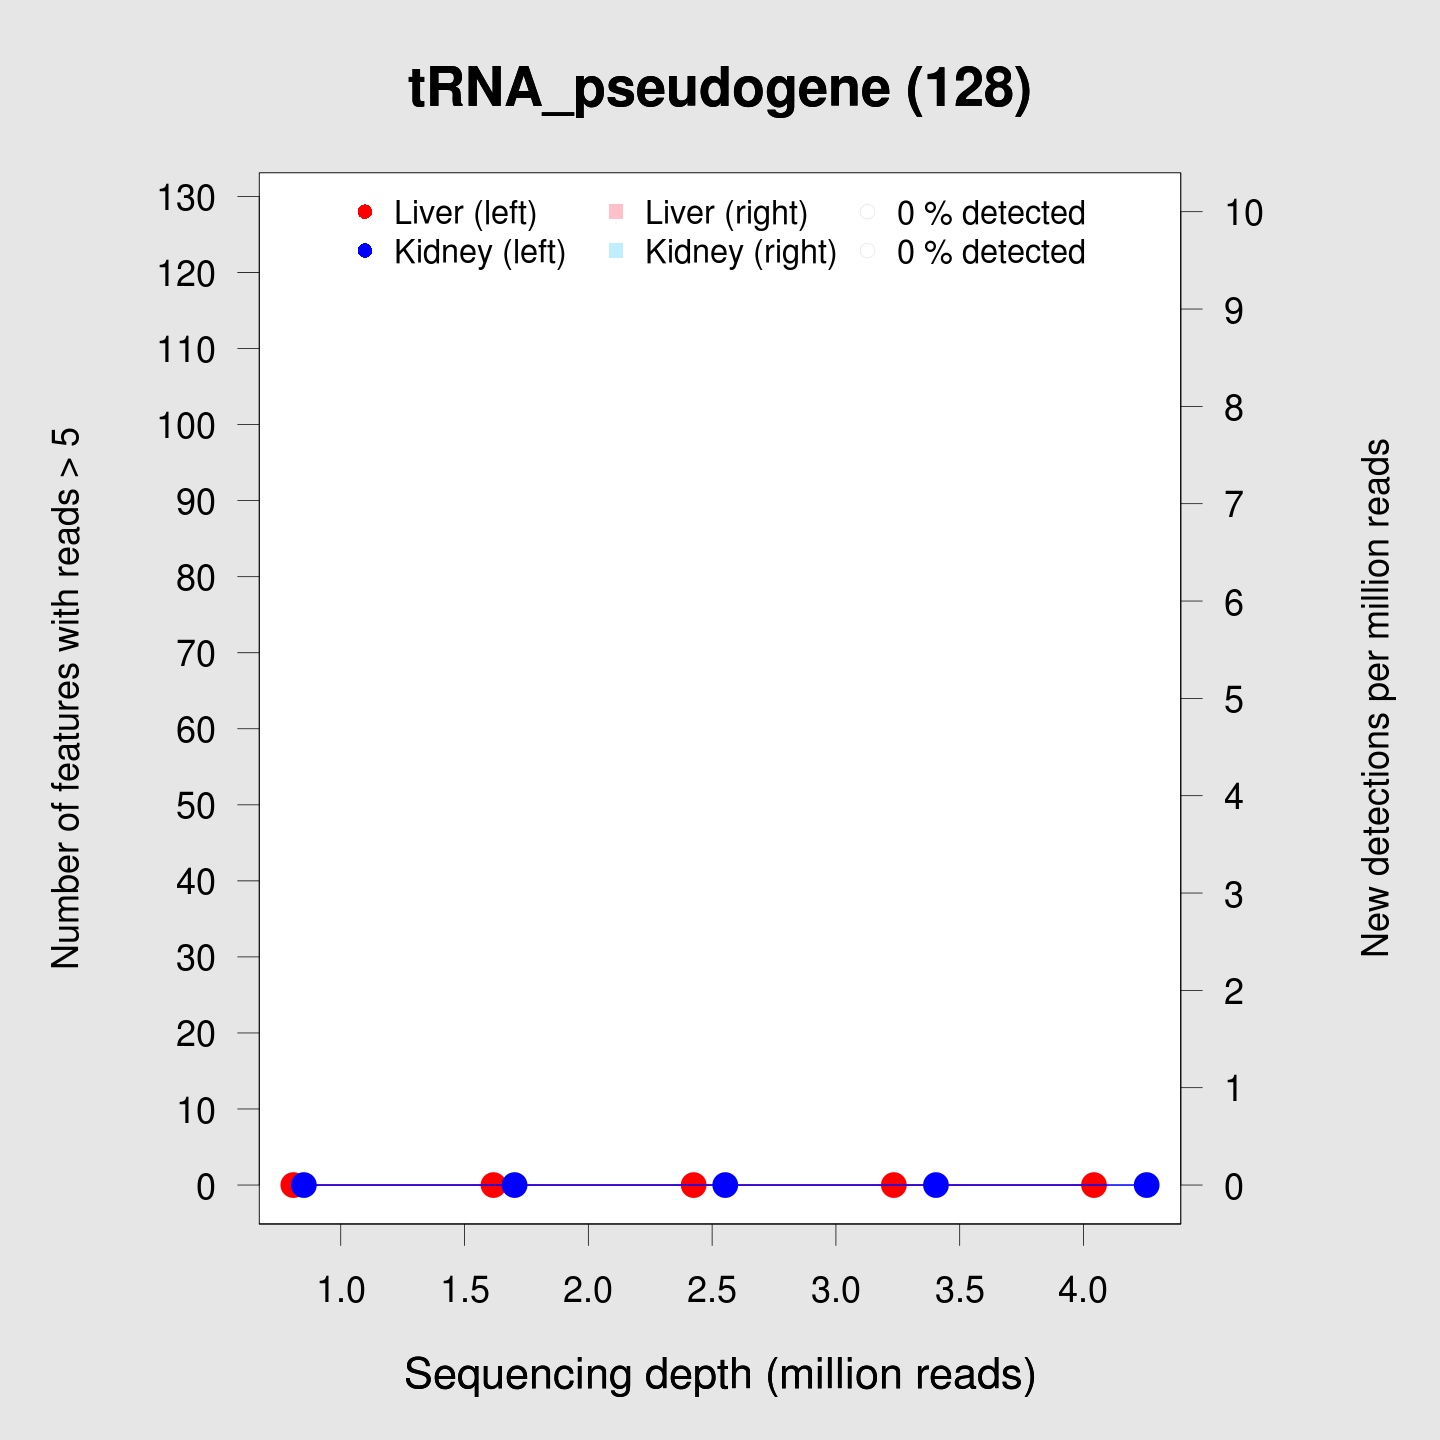 tRNA_pseudogene (128)
Liver (left)
Kidney (left)
Liver (right)
Kidney (right)
0 % detected
0 % detected
Number of features with reads > 5
130
120
110
100
90
80
70
60
50
40
30
20
10
0
10
9
8
7
6
5
4
3
2
1
0
New detections per million reads
1.0 1.5 2.0 2.5 3.0 3.5 4.0
Sequencing depth (million reads)